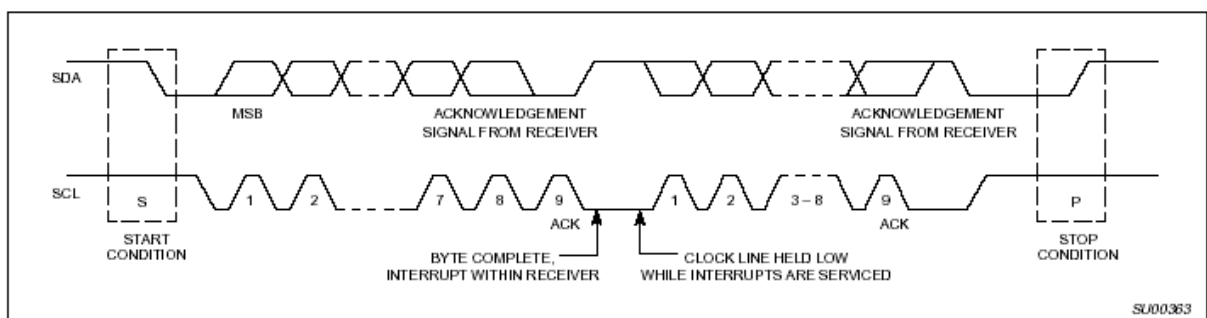 SDA
MSB
ACKNOWLEDGEMENT
SIGNAL FROM RECEIVER
ACKNOWLEDGEMENT
SIGNAL FROM RECEIVER
SCL
S
1
2
7
8
9
1
2
3 – 8
9
P
ACK
ACK
START
CONDITION
BYTE COMPLETE,
INTERRUPT WITHIN RECEIVER
CLOCK LINE HELD LOW
WHILE INTERRUPTS ARE SERVICED
STOP
CONDITION
SU00363